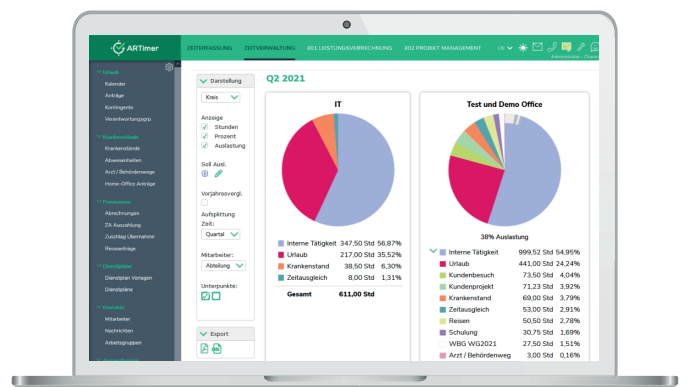 ARTimer
ZEITERFASSUNG ZEITVERWALTUNG #01 LEISTUNGSVERRECHNUNG #02 PROJEKT MANAGEMENT DE
Administrator
Urlaub
Kalender
Anträge
Kontingente
Verantwortungsgrp.
Krankenstände
Krankenstände
Abwesenheiten
Arzt / Behördenwege
Home-Office Anträge
Abrechnungen
ZA Auszahlung
Zuschlag Übernahme
Reiseanträge
Dienstpläne
Dienstplan Vorlagen
Dienstpläne
Kontakte
Mitarbeiter
Nachrichten
Arbeitsgruppen
Darstellung
Kreis
Anzeige
Stunden
Prozent
Auslastung
Soll Ausl.
Vorjahresvergl.
Aufsplittung
Zeit:
Quartal
Mitarbeiter:
Abteilung
Unterpunkte:
Export
Q2 2021
IT
Interne Tätigkeit 347,50 Std 56,87%
Urlaub 217,00 Std 35,52%
Krankenstand 38,50 Std 6,30%
Zeitausgleich 8,00 Std 1,31%
Gesamt 611,00 Std
Test und Demo Office
38% Auslastung
Interne Tätigkeit 999,52 Std 54,95%
Urlaub 441,00 Std 24,24%
Kundenbesuch 73,50 Std 4,04%
Kundenprojekt 71,23 Std 3,92%
Krankenstand 69,00 Std 3,79%
Zeitausgleich 53,00 Std 2,91%
Reisen 50,50 Std 2,78%
Schulung 30,75 Std 1,69%
WBG WG2021 27,50 Std 1,51%
Arzt / Behördenweg 3,00 Std 0,16%